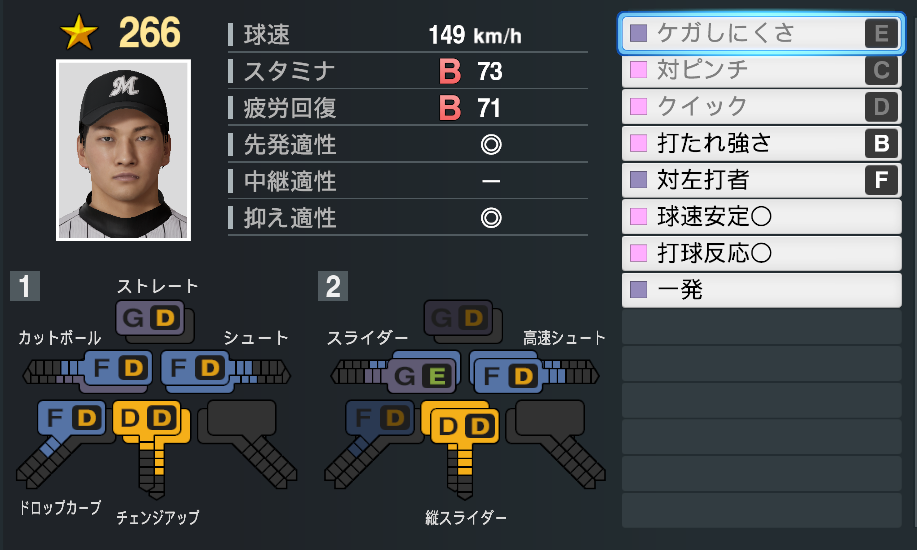 ★ 266
球速 149 km/h
スタミナ B 73
疲労回復 B 71
先発適性 ◎
中継適性 ―
抑え適性 ◎
M
ケガしにくさ E
対ピンチ C
クイック D
打たれ強さ B
対左打者 F
球速安定〇
打球反応〇
一発
1
ストレート
G D
カットボール
シュート
F D
F D
F D
D D
ドロップカーブ
チェンジアップ
2
G D
スライダー
高速シュート
G E
F D
F D
D D
縦スライダー